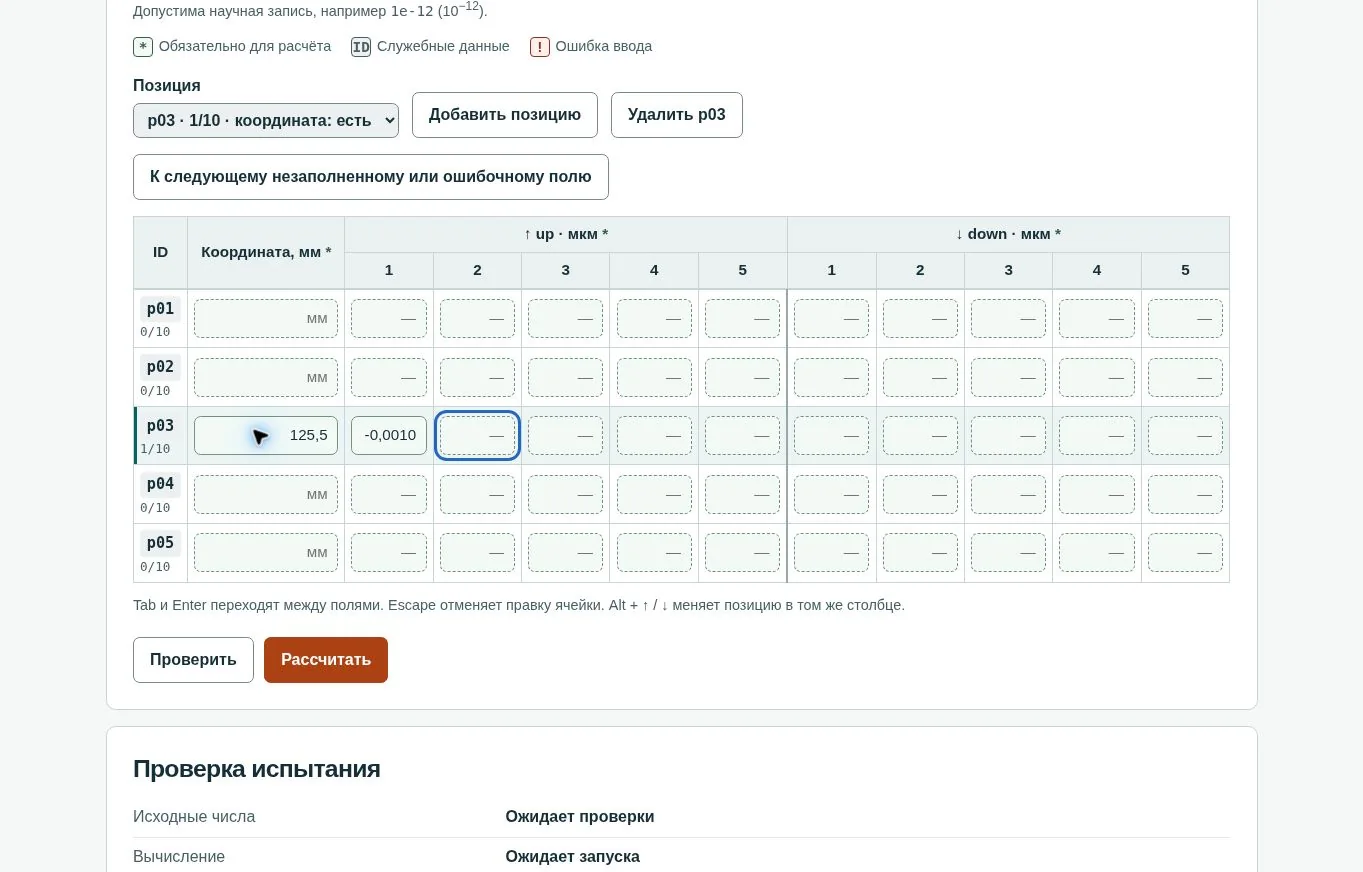 Допустима научная запись, например 1e-12 (10−12).
* Обязательно для расчёта ID Служебные данные ! Ошибка ввода
Позиция
p03 · 1/10 · координата: есть Добавить позицию Удалить p03
К следующему незаполненному или ошибочному полю
ID Координата, мм * ↑ up · мкм * ↓ down · мкм *
1 2 3 4 5 1 2 3 4 5
p01 мм — — — — — — — — — —
0/10
p02 мм — — — — — — — — — —
0/10
p03 125,5 -0,0010 — — — — — — — — —
1/10
p04 мм — — — — — — — — — —
0/10
p05 мм — — — — — — — — — —
0/10
Tab и Enter переходят между полями. Escape отменяет правку ячейки. Alt + ↑ / ↓ меняет позицию в том же столбце.
Проверить Рассчитать
Проверка испытания
Исходные числа Ожидает проверки
Вычисление Ожидает запуска